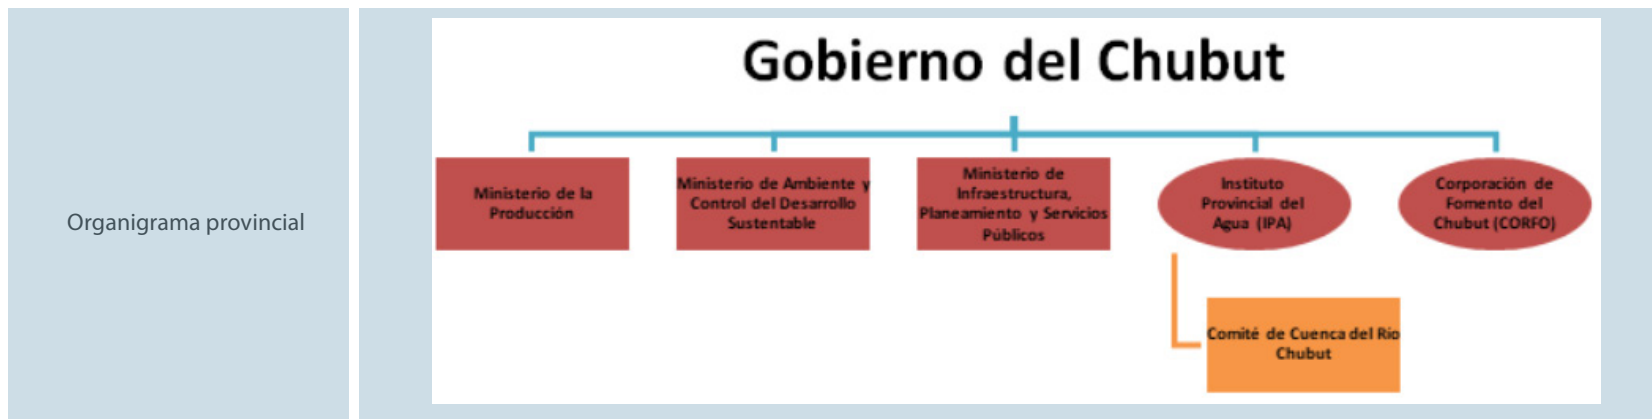 Organigrama provincial
Gobierno del Chubut
Ministerio de la
Producción
Ministerio de Ambiente y
Control del Desarrollo
Sustentable
Ministerio de
Infraestructura,
Planeamiento y Servicios
Públicos
Instituto
Provincial del
Agua (IPA)
Corporación de
Fomento del
Chubut (CORFO)
Comité de Cuenca del Río
Chubut